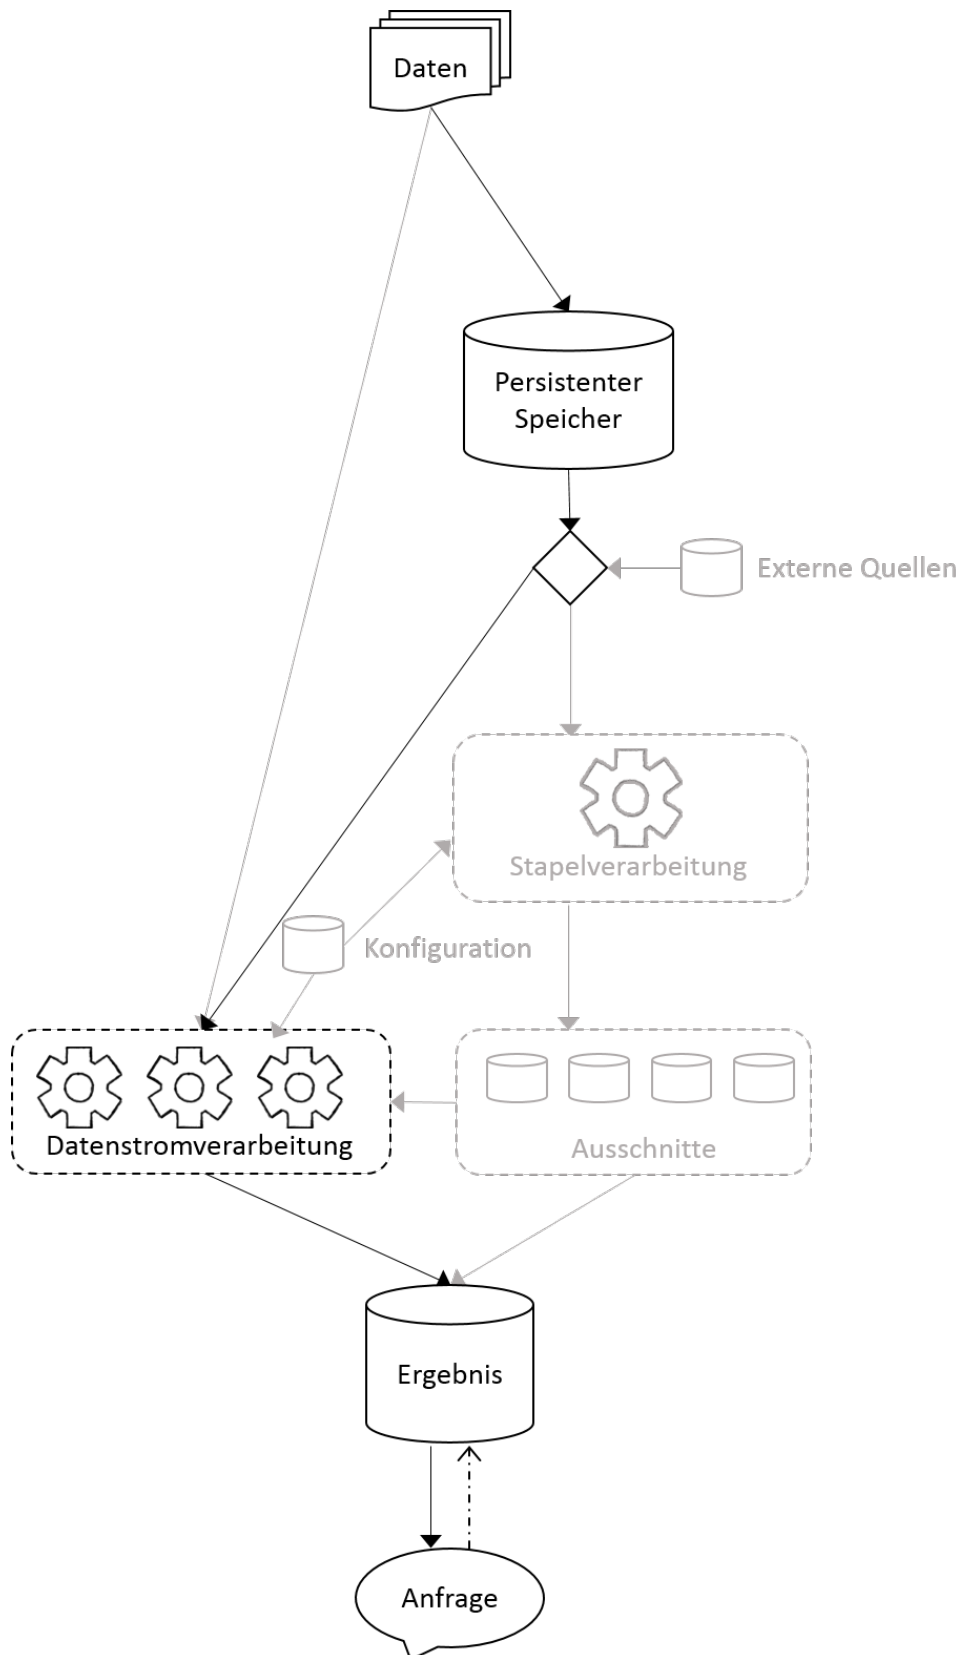 Daten
Persistenter
Speicher
Externe Quellen
Stapelverarbeitung
Konfiguration
Datenstromverarbeitung
Ausschnitte
Ergebnis
Anfrage